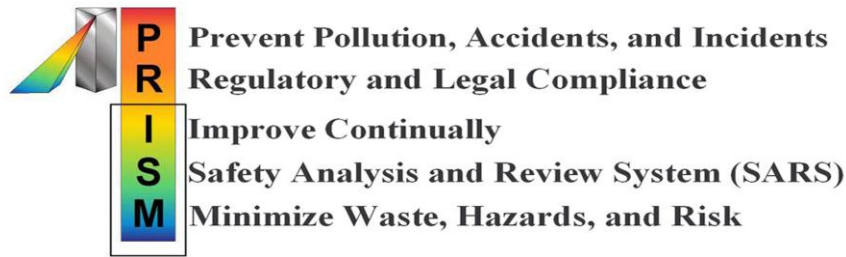 P Prevent Pollution, Accidents, and Incidents
R Regulatory and Legal Compliance
I Improve Continually
S Safety Analysis and Review System (SARS)
M Minimize Waste, Hazards, and Risk